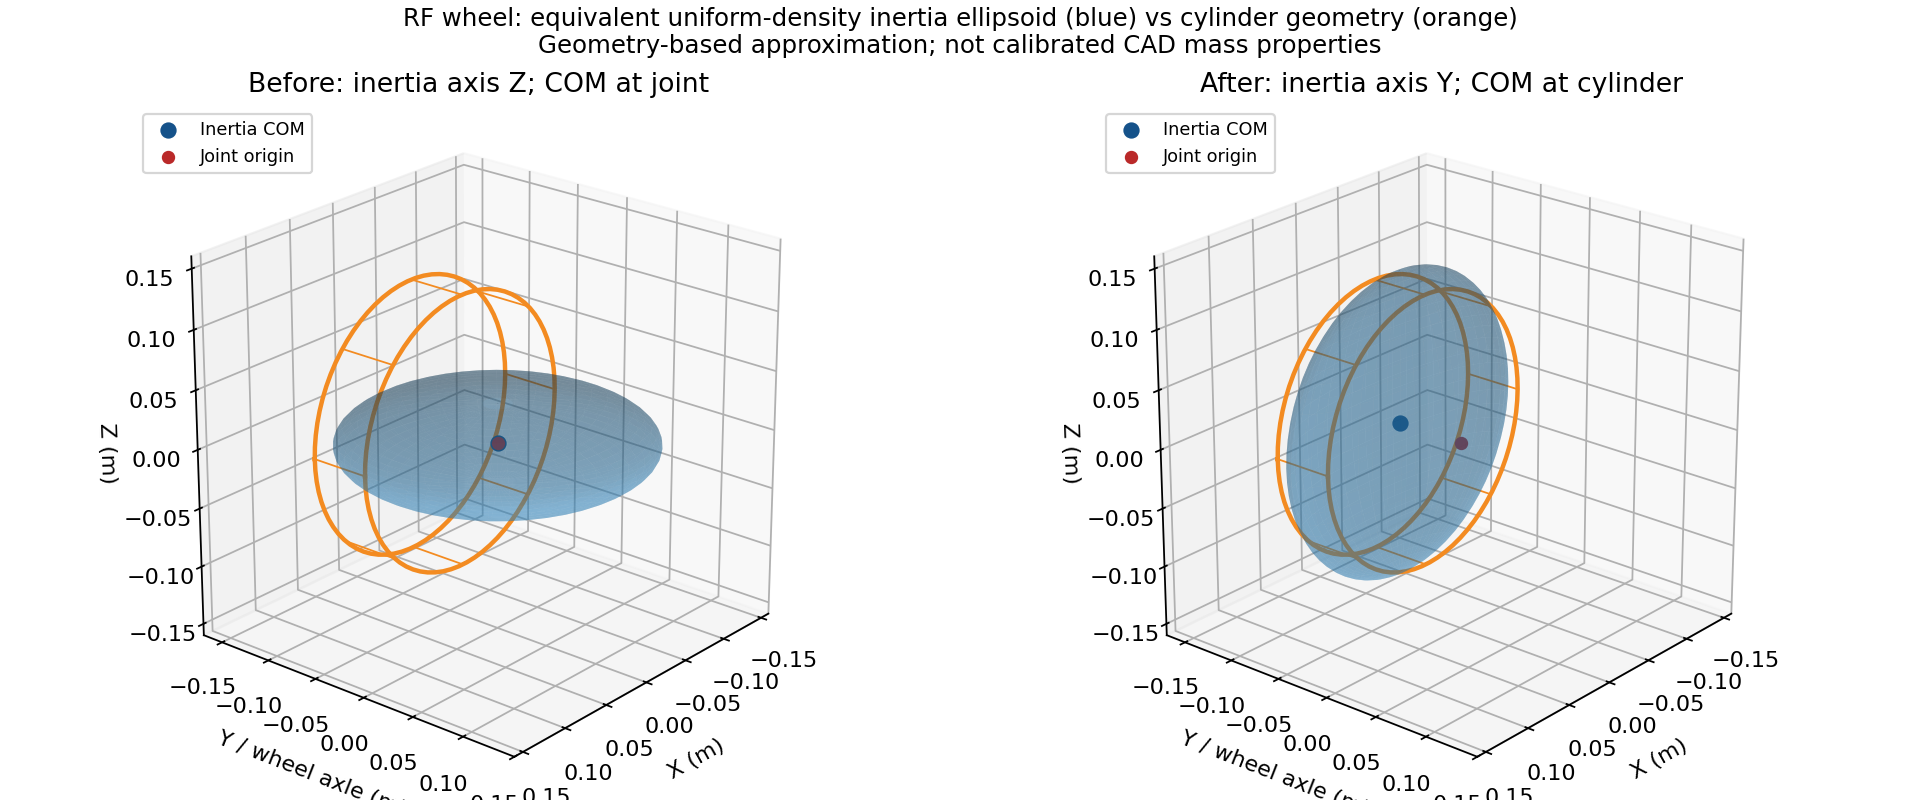 RF wheel: equivalent uniform-density inertia ellipsoid (blue) vs cylinder geometry (orange)
Geometry-based approximation; not calibrated CAD mass properties
Before: inertia axis Z; COM at joint
Inertia COM
Joint origin
0.15
0.10
0.05
0.00
−0.05
−0.10
−0.15
Z (m)
−0.15
−0.10
−0.05
0.00
0.05
0.10
Y / wheel axle
−0.15
−0.10
−0.05
0.00
0.05
0.10
0.15
X (m)
After: inertia axis Y; COM at cylinder
Inertia COM
Joint origin
0.15
0.10
0.05
0.00
−0.05
−0.10
−0.15
Z (m)
−0.15
−0.10
−0.05
0.00
0.05
0.10
Y / wheel axle
−0.15
−0.10
−0.05
0.00
0.05
0.10
0.15
X (m)